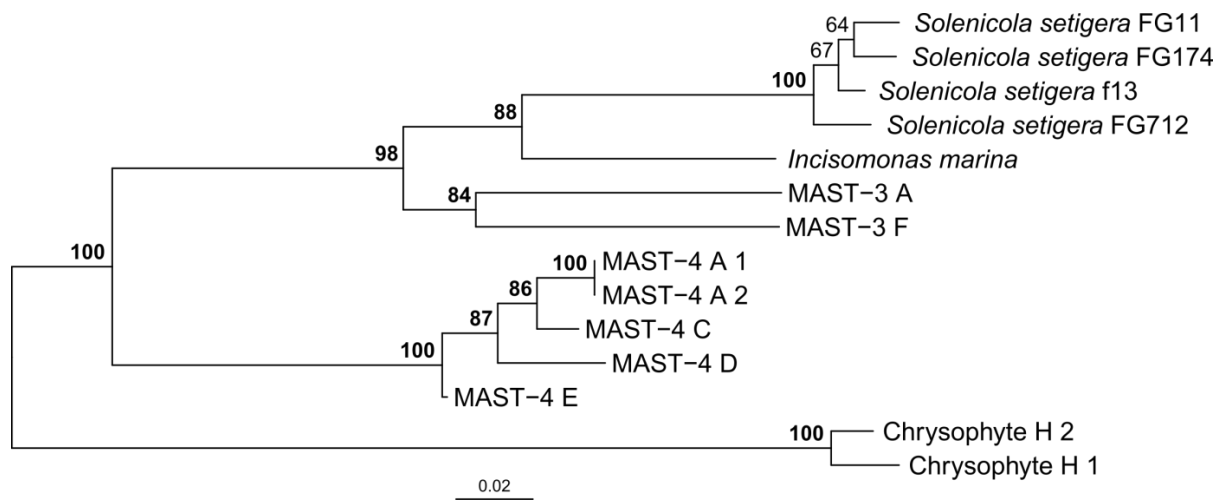 64
Solenicola setigera FG11
67
Solenicola setigera FG174
100
Solenicola setigera f13
88
Solenicola setigera FG712
98
Incisomonas marina
84
MAST−3 A
MAST−3 F
100
100
MAST−4 A 1
86
MAST−4 A 2
87
MAST−4 C
100
MAST−4 D
MAST−4 E
100
Chrysophyte H 2
Chrysophyte H 1
0.02